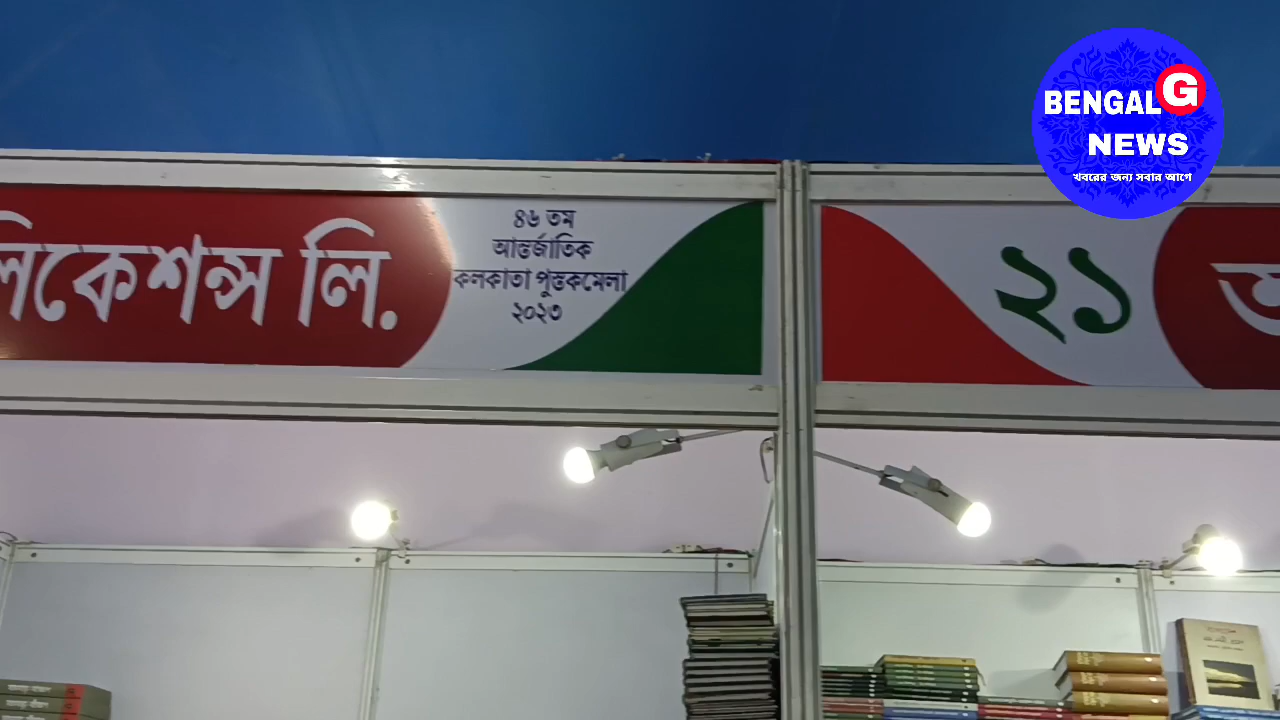 লিকেশন্স লি.
৪৬ তম
আন্তর্জাতিক
কলকাতা পুস্তকমেলা
২০২৩
২১
BENGAL G
NEWS
খবরের জন্য সবার আগে